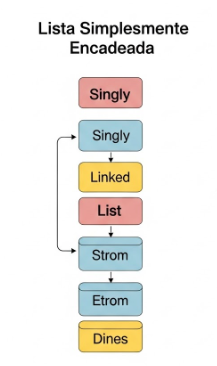 Lista Simplesmente
Encadeada
Singly
Singly
Linked
List
Strom
Etrom
Dines